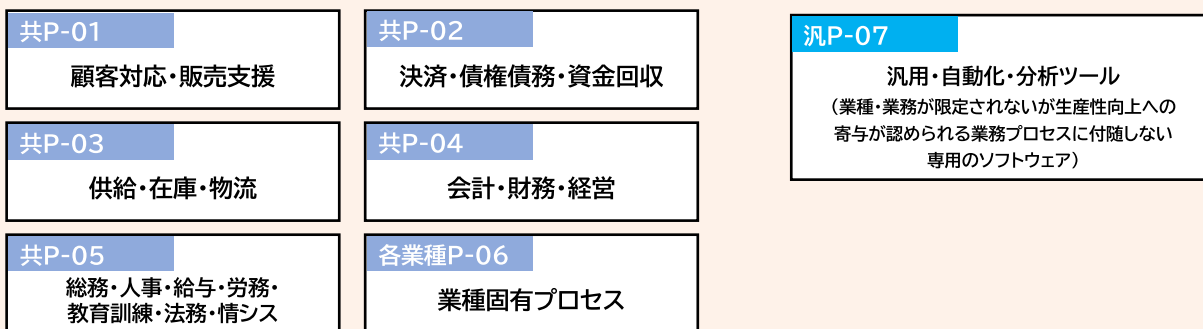 共P-01
顧客対応・販売支援
共P-02
決済・債権債務・資金回収
汎P-07
汎用・自動化・分析ツール
（業種・業務が限定されないが生産性向上への
寄与が認められる業務プロセスに付随しない
専用のソフトウェア）
共P-03
供給・在庫・物流
共P-04
会計・財務・経営
共P-05
総務・人事・給与・労務・
教育訓練・法務・情シス
各業種P-06
業種固有プロセス